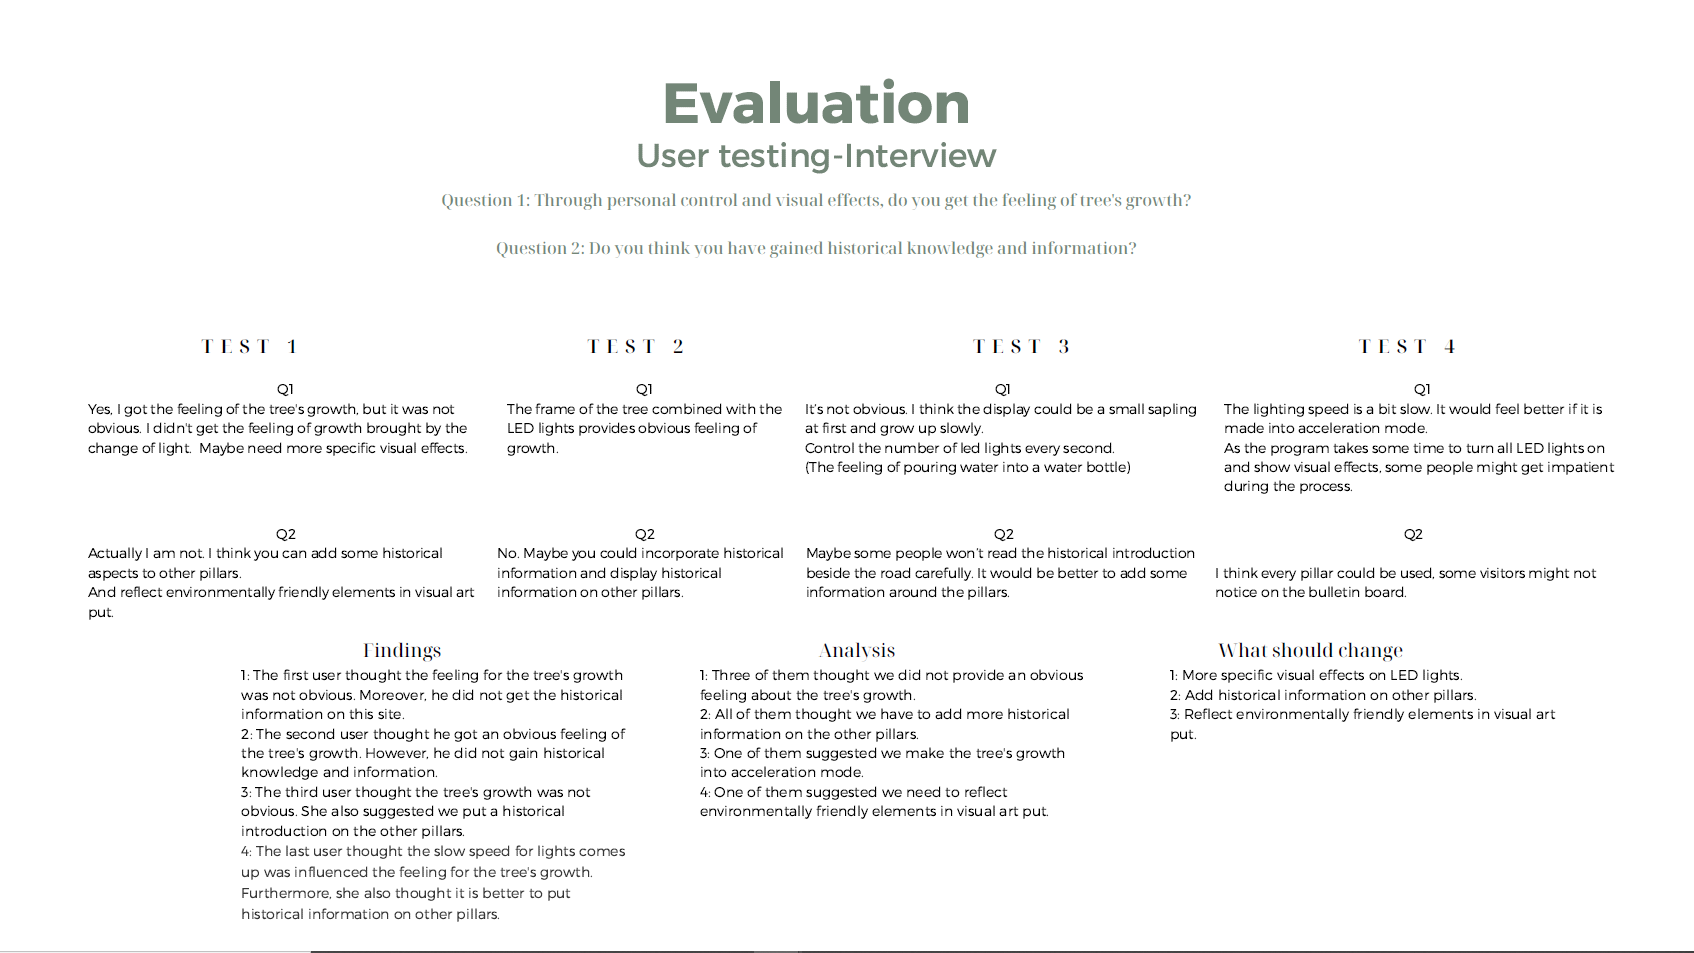 Evaluation
User testing-Interview
Question 1: Through personal control and visual effects, do you get the feeling of tree's growth?
Question 2: Do you think you have gained historical knowledge and information?
TEST 1
Q1
Yes, I got the feeling of the tree's growth, but it was not
obvious. I didn't get the feeling of growth brought by the
change of light. Maybe need more specific visual effects.
Q2
Actually I am not. I think you can add some historical
aspects to other pillars.
And reflect environmentally friendly elements in visual art
put.
TEST 2
Q1
The frame of the tree combined with the
LED lights provides obvious feeling of
growth.
Q2
No. Maybe you could incorporate historical
information and display historical
information on other pillars.
TEST 3
Q1
It's not obvious. I think the display could be a small sapling
at first and grow up slowly.
Control the number of led lights every second.
(The feeling of pouring water into a water bottle)
Q2
Maybe some people won't read the historical introduction
beside the road carefully. It would be better to add some
information around the pillars.
TEST 4
Q1
The lighting speed is a bit slow. It would feel better if it is
made into acceleration mode.
As the program takes some time to turn all LED lights on
and show visual effects, some people might get impatient
during the process.
Q2
I think every pillar could be used, some visitors might not
notice on the bulletin board.
Findings
1: The first user thought the feeling for the tree's growth
was not obvious. Moreover, he did not get the historical
information on this site.
2: The second user thought he got an obvious feeling of
the tree's growth. However, he did not gain historical
knowledge and information.
3: The third user thought the tree's growth was not
obvious. She also suggested we put a historical
introduction on the other pillars.
4: The last user thought the slow speed for lights comes
up was influenced the feeling for the tree's growth.
Furthermore, she also thought it is better to put
historical information on other pillars.
Analysis
1: Three of them thought we did not provide an obvious
feeling about the tree's growth.
2: All of them thought we have to add more historical
information on the other pillars.
3: One of them suggested we make the tree's growth
into acceleration mode.
4: One of them suggested we need to reflect
environmentally friendly elements in visual art put.
What should change
1: More specific visual effects on LED lights.
2: Add historical information on other pillars.
3: Reflect environmentally friendly elements in visual art
put.